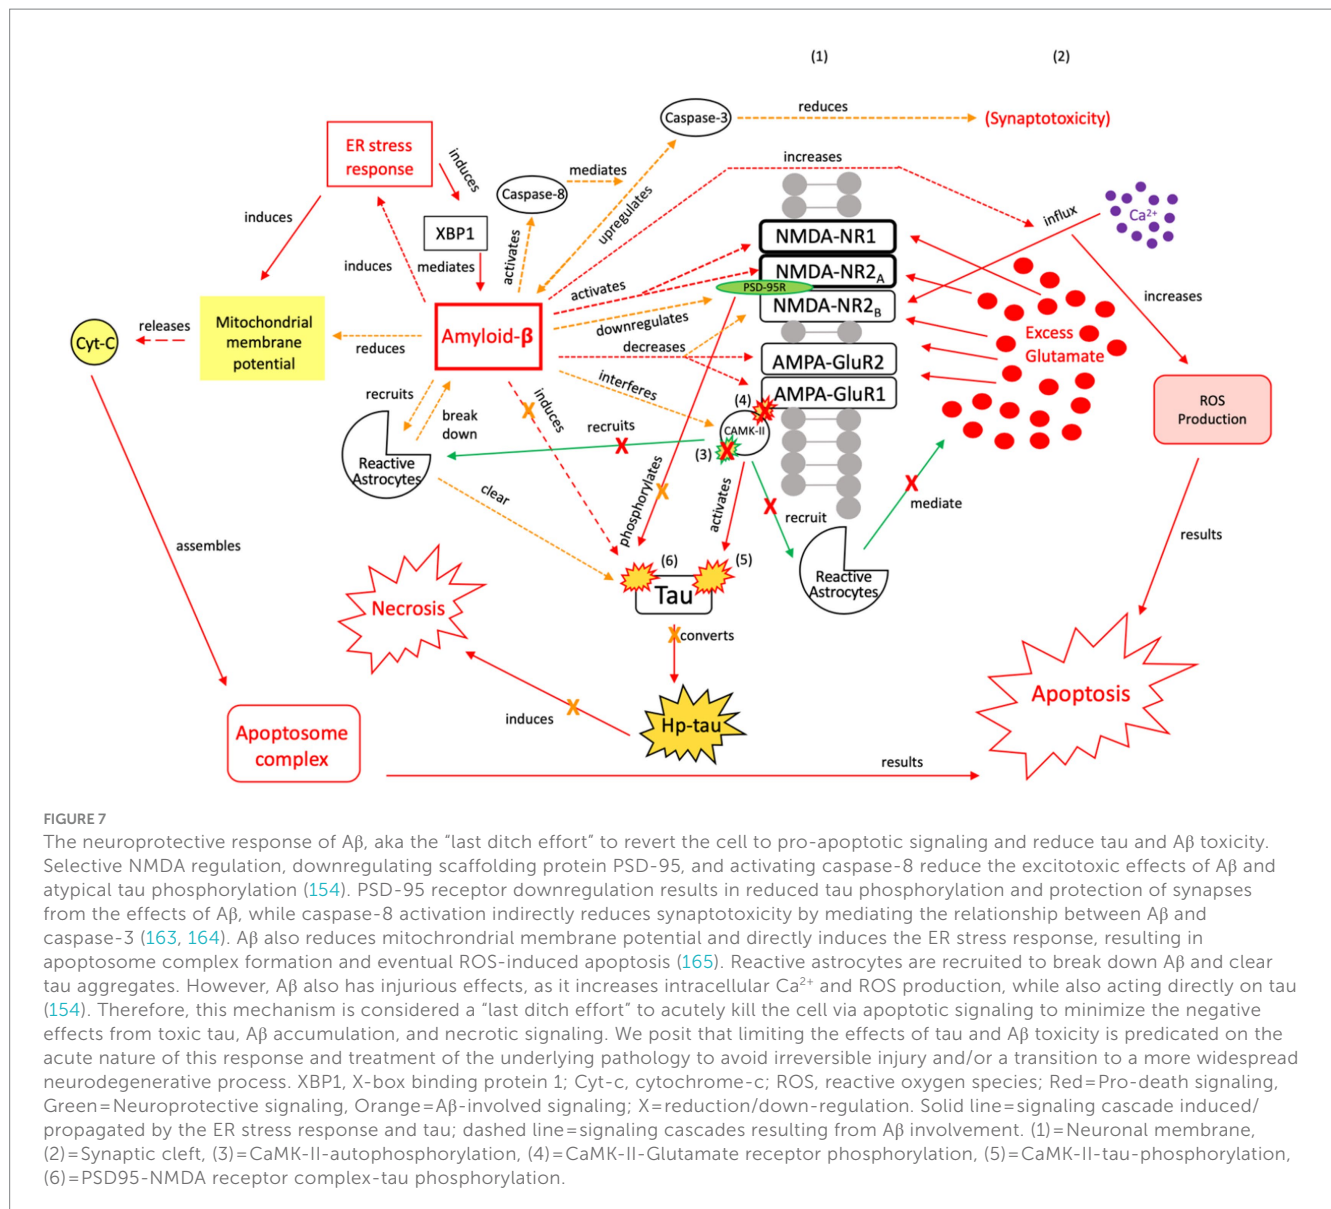 (1)
(2)
Caspase-3
reduces
(Synaptotoxicity)
ER stress
response
induces
increases
mediates
Caspase-8
upregulates
Ca²⁺
influx
induces
XBP1
NMDA-NR1
activates
mediates
induces
NMDA-NR2A
activates
PSD-95R
increases
NMDA-NR2B
releases
Mitochondrial
membrane
potential
Cyt-C
reduces
Amyloid-β
downregulates
Excess
Glutamate
decreases
AMPA-GluR2
interferes
AMPA-GluR1
ROS
Production
recruits
break
down
induces
(4)
CAMK-II
recruits
(3)
Reactive
Astrocytes
clear
phosphorylates
activates
recruit
mediate
assembles
results
(6)
(5)
Reactive
Astrocytes
Tau
Necrosis
converts
Apoptosis
induces
Hp-tau
Apoptosome
complex
results
FIGURE 7
The neuroprotective response of Aβ, aka the “last ditch effort” to revert the cell to pro-apoptotic signaling and reduce tau and Aβ toxicity.
Selective NMDA regulation, downregulating scaffolding protein PSD-95, and activating caspase-8 reduce the excitotoxic effects of Aβ and
atypical tau phosphorylation (154). PSD-95 receptor downregulation results in reduced tau phosphorylation and protection of synapses
from the effects of Aβ, while caspase-8 activation indirectly reduces synaptotoxicity by mediating the relationship between Aβ and
caspase-3 (163, 164). Aβ also reduces mitochrondrial membrane potential and directly induces the ER stress response, resulting in
apoptosome complex formation and eventual ROS-induced apoptosis (165). Reactive astrocytes are recruited to break down Aβ and clear
tau aggregates. However, Aβ also has injurious effects, as it increases intracellular Ca²⁺ and ROS production, while also acting directly on tau
(154). Therefore, this mechanism is considered a “last ditch effort” to acutely kill the cell via apoptotic signaling to minimize the negative
effects from toxic tau, Aβ accumulation, and necrotic signaling. We posit that limiting the effects of tau and Aβ toxicity is predicated on the
acute nature of this response and treatment of the underlying pathology to avoid irreversible injury and/or a transition to a more widespread
neurodegenerative process. XBP1, X-box binding protein 1; Cyt-c, cytochrome-c; ROS, reactive oxygen species; Red=Pro-death signaling,
Green=Neuroprotective signaling, Orange=Aβ-involved signaling; X=reduction/down-regulation. Solid line=signaling cascade induced/
propagated by the ER stress response and tau; dashed line=signaling cascades resulting from Aβ involvement. (1)=Neuronal membrane,
(2)=Synaptic cleft, (3)=CaMK-II-autophosphorylation, (4)=CaMK-II-Glutamate receptor phosphorylation, (5)=CaMK-II-tau-phosphorylation,
(6)=PSD95-NMDA receptor complex-tau phosphorylation.